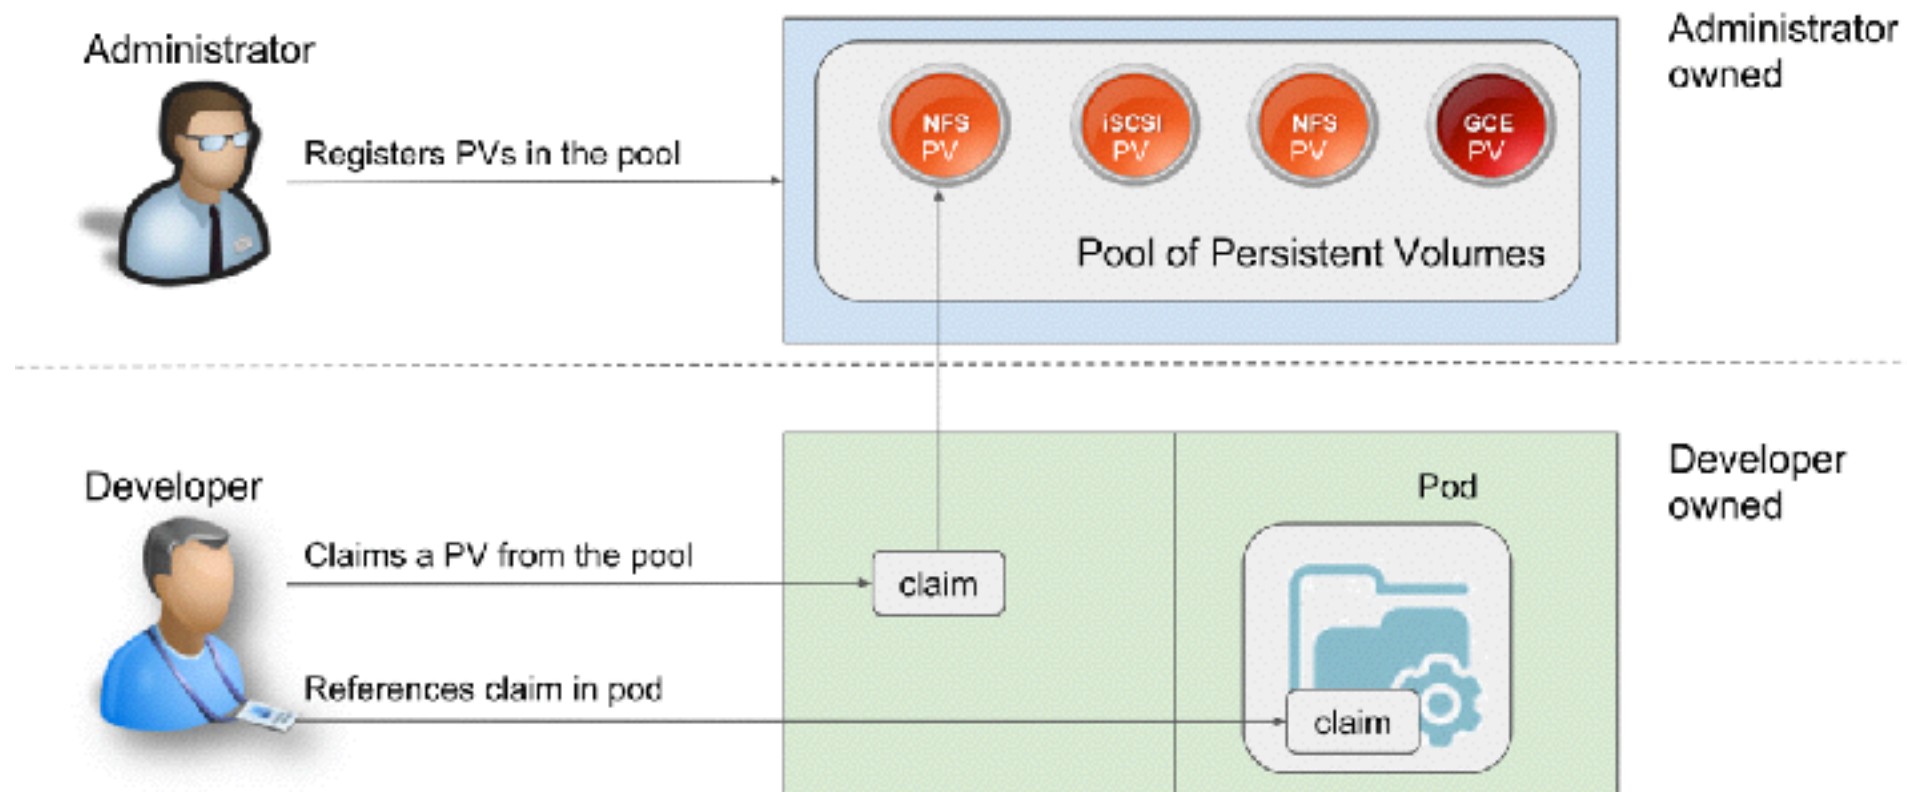 Administrator
Administrator
owned
NFS
PV
iSCSI
PV
NFS
PV
GCE
PV
Registers PVs in the pool
Pool of Persistent Volumes
Developer
owned
Developer
Pod
Claims a PV from the pool
claim
References claim in pod
claim